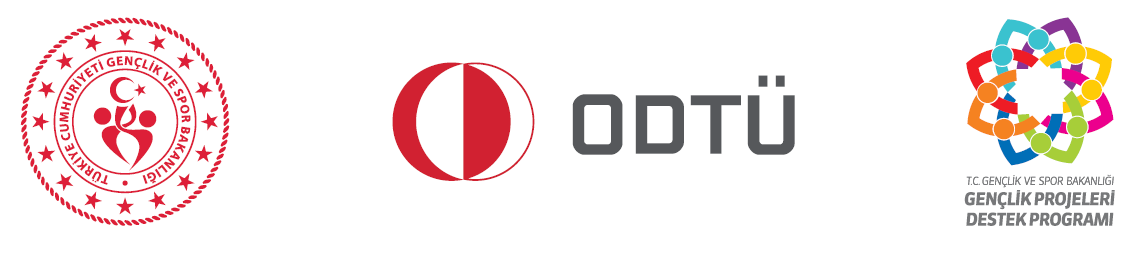 TÜRKİYE CUMHURİYETİ GENÇLİK VE SPOR BAKANLIĞI
ODTÜ
T.C. GENÇLİK VE SPOR BAKANLIĞI
GENÇLİK PROJELERİ
DESTEK PROGRAMI